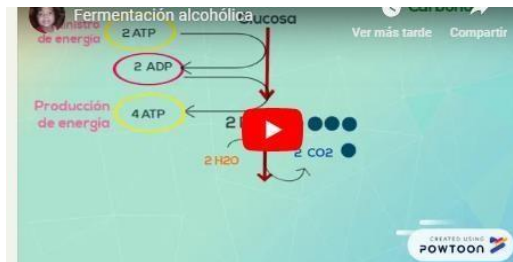 Fermentación alcohólica
Ver más tarde
Compartir
de energía
2 ATP
2 ADP
Producción
de energía
4 ATP
2 H2O
2 CO2
CREATED USING
POWTOON